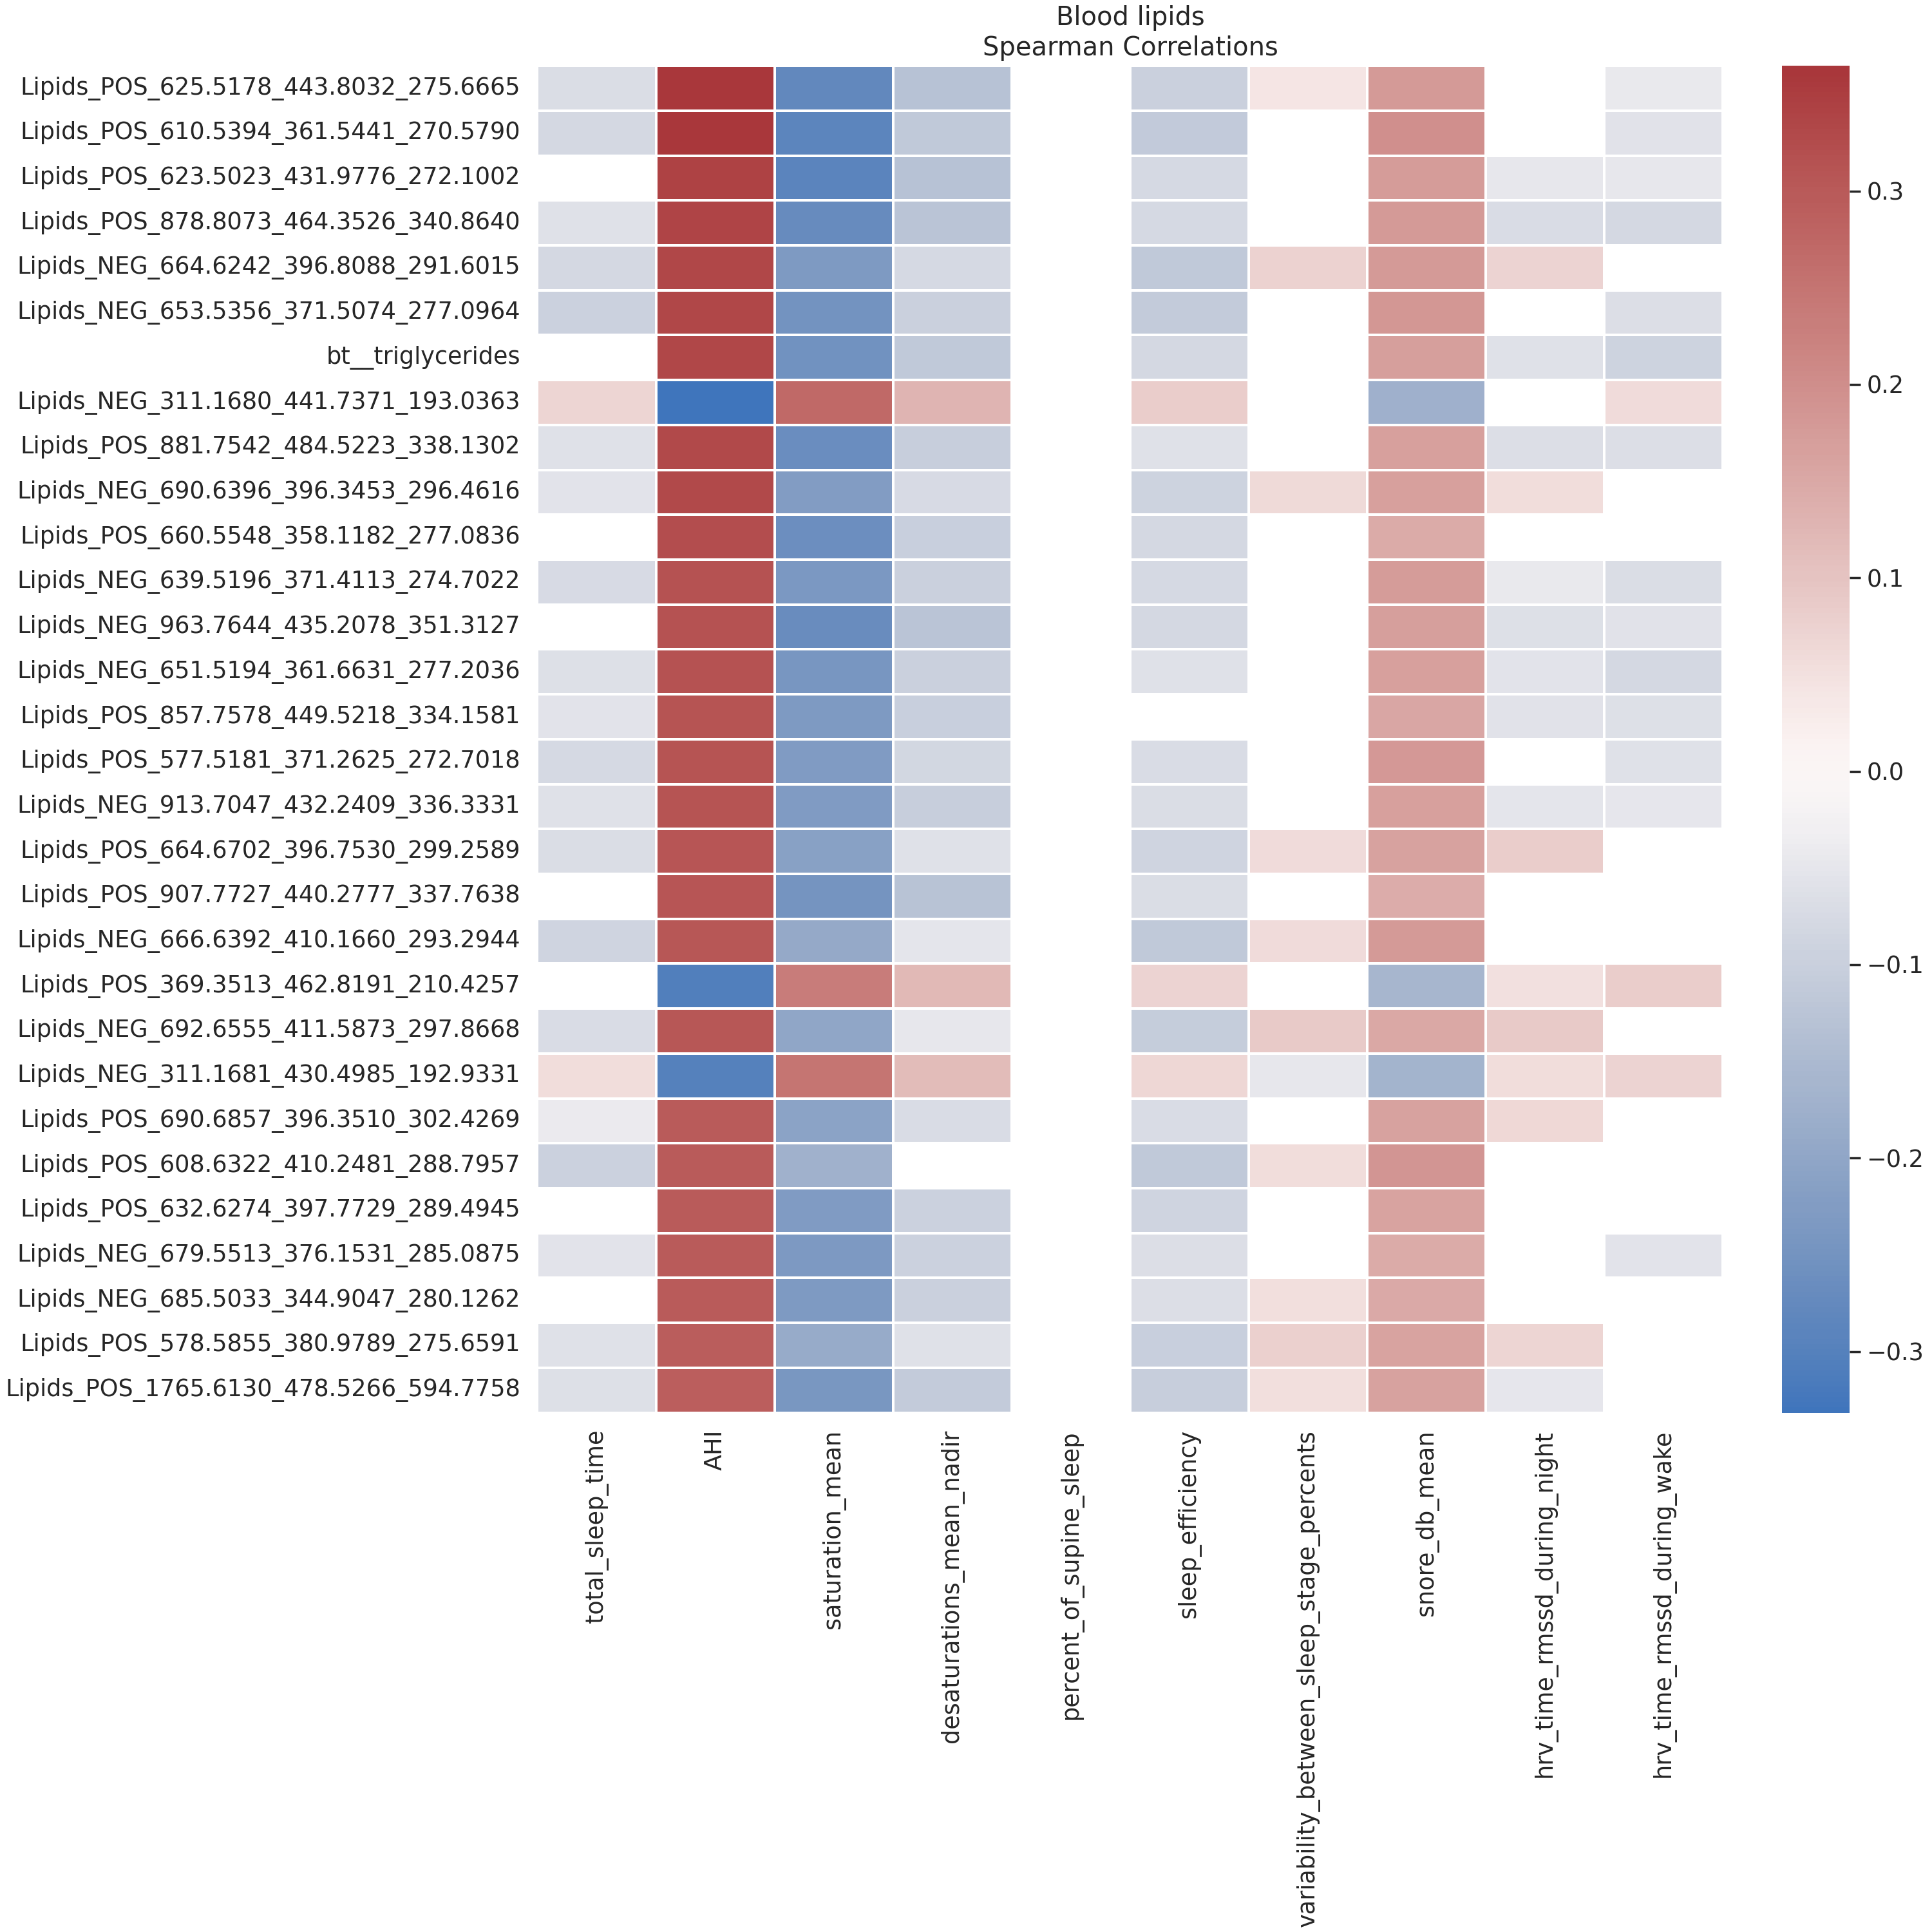 Blood lipids
Spearman Correlations
Lipids_POS_625.5178_443.8032_275.6665
Lipids_POS_610.5394_361.5441_270.5790
Lipids_POS_623.5023_431.9776_272.1002
Lipids_POS_878.8073_464.3526_340.8640
Lipids_NEG_664.6242_396.8088_291.6015
Lipids_NEG_653.5356_371.5074_277.0964
bt__triglycerides
Lipids_NEG_311.1680_441.7371_193.0363
Lipids_POS_881.7542_484.5223_338.1302
Lipids_NEG_690.6396_396.3453_296.4616
Lipids_POS_660.5548_358.1182_277.0836
Lipids_NEG_639.5196_371.4113_274.7022
Lipids_NEG_963.7644_435.2078_351.3127
Lipids_NEG_651.5194_361.6631_277.2036
Lipids_POS_857.7578_449.5218_334.1581
Lipids_POS_577.5181_371.2625_272.7018
Lipids_NEG_913.7047_432.2409_336.3331
Lipids_POS_664.6702_396.7530_299.2589
Lipids_POS_907.7727_440.2777_337.7638
Lipids_NEG_666.6392_410.1660_293.2944
Lipids_POS_369.3513_462.8191_210.4257
Lipids_NEG_692.6555_411.5873_297.8668
Lipids_NEG_311.1681_430.4985_192.9331
Lipids_POS_690.6857_396.3510_302.4269
Lipids_POS_608.6322_410.2481_288.7957
Lipids_POS_632.6274_397.7729_289.4945
Lipids_NEG_679.5513_376.1531_285.0875
Lipids_NEG_685.5033_344.9047_280.1262
Lipids_POS_578.5855_380.9789_275.6591
Lipids_POS_1765.6130_478.5266_594.7758
total_sleep_time
AHI
saturation_mean
desaturations_mean_nadir
percent_of_supine_sleep
sleep_efficiency
variability_between_sleep_stage_percents
snore_db_mean
hrv_time_rmssd_during_night
hrv_time_rmssd_during_wake
0.3
0.2
0.1
0.0
−0.1
−0.2
−0.3